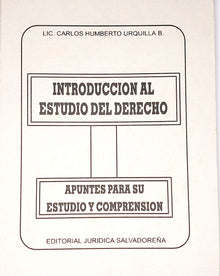 LIC. CARLOS HUMBERTO URQUILLA B.
INTRODUCCION AL
ESTUDIO DEL DERECHO
APUNTES PARA SU
ESTUDIO Y COMPRENSION
EDITORIAL JURIDICA SALVADOREÑA